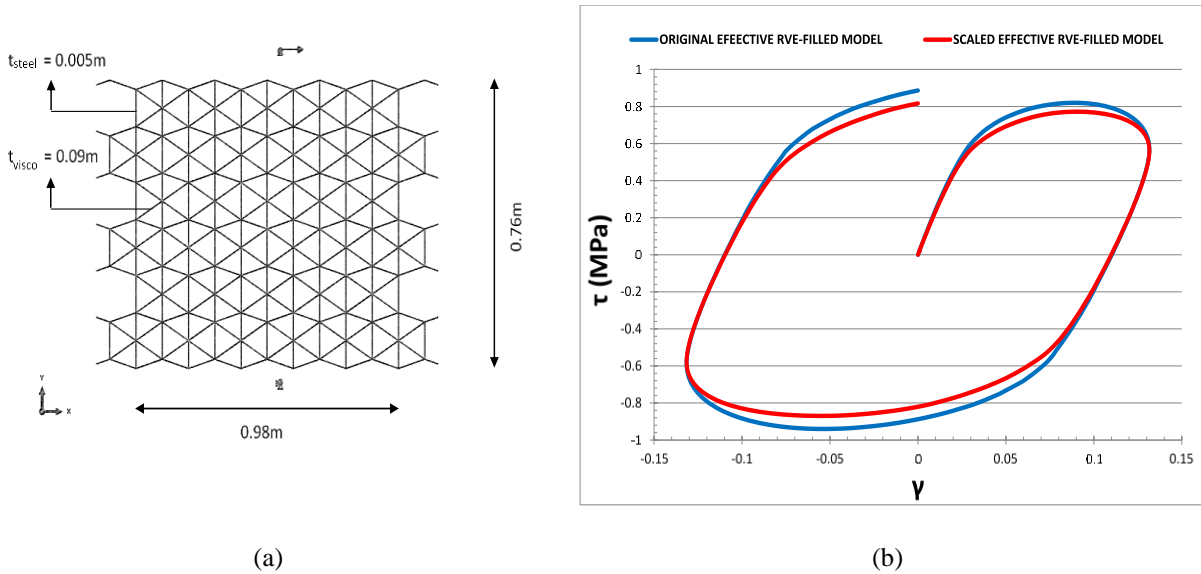 t_steel = 0.005m
t_visco = 0.09m
0.76m
0.98m
Y
X
(a)
ORIGINAL EFEECTIVE RVE-FILLED MODEL
SCALED EFFECTIVE RVE-FILLED MODEL
τ (MPa)
1
0.8
0.6
0.4
0.2
0
-0.2
-0.4
-0.6
-0.8
-1
-0.15
-0.1
-0.05
0
0.05
0.1
0.15
γ
(b)